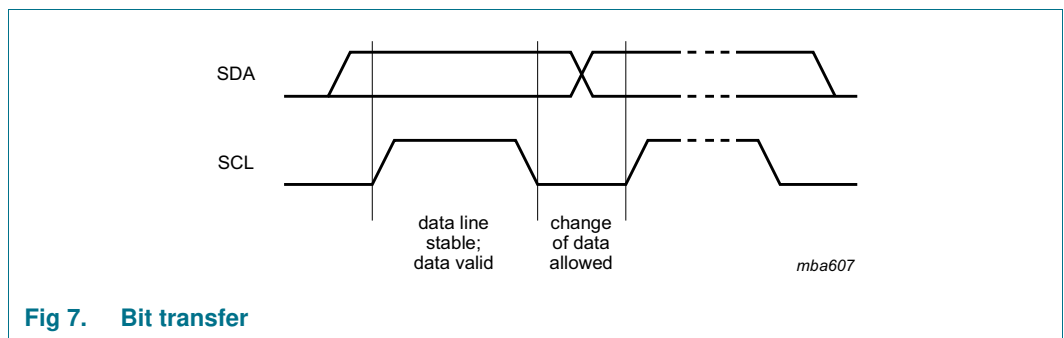 SDA
SCL
data line
stable;
data valid
change
of data
allowed
mba607
Fig 7. Bit transfer